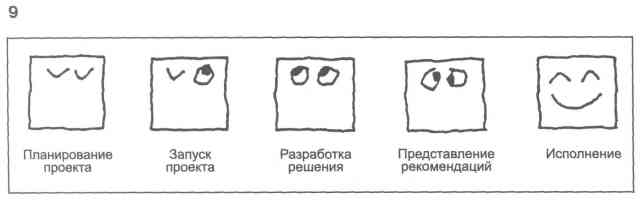 9
Планирование проекта
Запуск проекта
Разработка решения
Представление рекомендаций
Исполнение